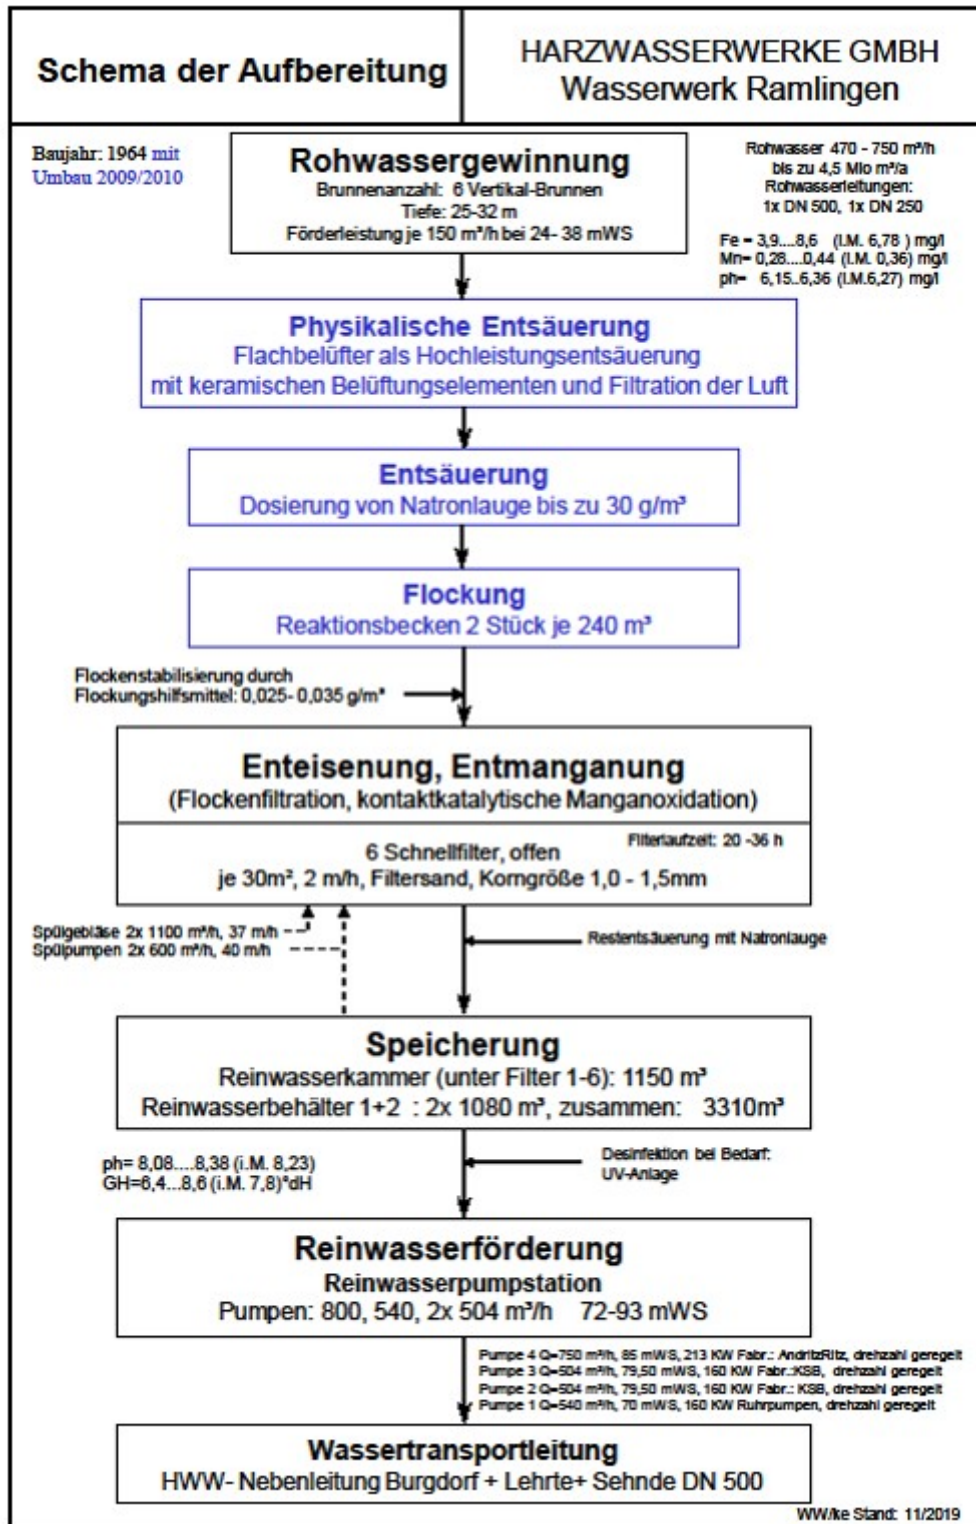 Schema der Aufbereitung
HARZWASSERWERKE GMBH
Wasserwerk Ramlingen
Baujahr: 1964 mit
Umbau 2009/2010
Rohwassergewinnung
Brunnenanzahl: 6 Vertikal-Brunnen
Tiefe: 25-32 m
Förderleistung je 150 m³/h bei 24- 38 mWS
Rohwasser 470 - 750 m³/h
bis zu 4,5 Mio m³/a
Rohwasserleitungen:
1x DN 500, 1x DN 250
Fe = 3,9...8,6 (I.M. 6,78 ) mg/l
Mn= 0,28....0,44 (I.M. 0,36) mg/l
ph= 6,15..6,36 (I.M.6,27) mg/l
Physikalische Entsäuerung
Flachbelüfter als Hochleistungsentsäuerung
mit keramischen Belüftungselementen und Filtration der Luft
Entsäuerung
Dosierung von Natronlauge bis zu 30 g/m³
Flockung
Reaktionsbecken 2 Stück je 240 m³
Flockenstabilisierung durch
Flockungshilfsmittel: 0,025- 0,035 g/m³
Enteisenung, Entmanganung
(Flockenfiltration, kontaktkatalytische Manganoxidation)
Filterlaufzeit: 20 -36 h
6 Schnellfilter, offen
je 30m², 2 m/h, Filtersand, Korngröße 1,0 - 1,5mm
Spülgebläse 2x 1100 m³/h, 37 m/h
Spülpumpen 2x 600 m³/h, 40 m/h
Restentsäuerung mit Natronlauge
Speicherung
Reinwasserkammer (unter Filter 1-6): 1150 m³
Reinwasserbehälter 1+2 : 2x 1080 m³, zusammen: 3310m³
ph= 8,08....8,38 (i.M. 8,23)
GH=6,4...8,6 (i.M. 7,8)°dH
Desinfektion bei Bedarf:
UV-Anlage
Reinwasserförderung
Reinwasserpumpstation
Pumpen: 800, 540, 2x 504 m³/h 72-93 mWS
Pumpe 4 Q=750 m³/h, 85 mWS, 213 KW Fabr.: AndritzRitz, drehzahl geregelt
Pumpe 3 Q=504 m³/h, 79,50 mWS, 160 KW Fabr.:KSB, drehzahl geregelt
Pumpe 2 Q=504 m³/h, 79,50 mWS, 160 KW Fabr.: KSB, drehzahl geregelt
Pumpe 1 Q=540 m³/h, 70 mWS, 160 KW Ruhrpumpen, drehzahl geregelt
Wassertransportleitung
HWW- Nebenleitung Burgdorf + Lehrte+ Sehnde DN 500
WW/ke Stand: 11/2019